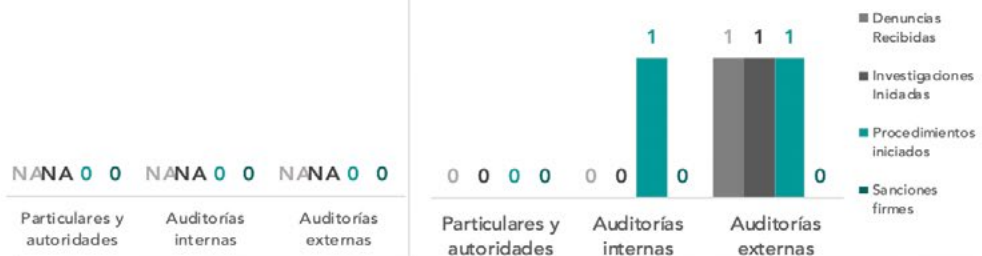 NA NA 0 0 NA NA 0 0 NA NA 0 0
Particulares y
autoridades
Auditorías
internas
Auditorías
externas
1 1 1 1
0 0 0 0 0 0 0 0
Particulares y
autoridades
Auditorías
internas
Auditorías
externas
Denuncias
Recibidas
Investigaciones
Iniciadas
Procedimientos
iniciados
Sanciones
firmes